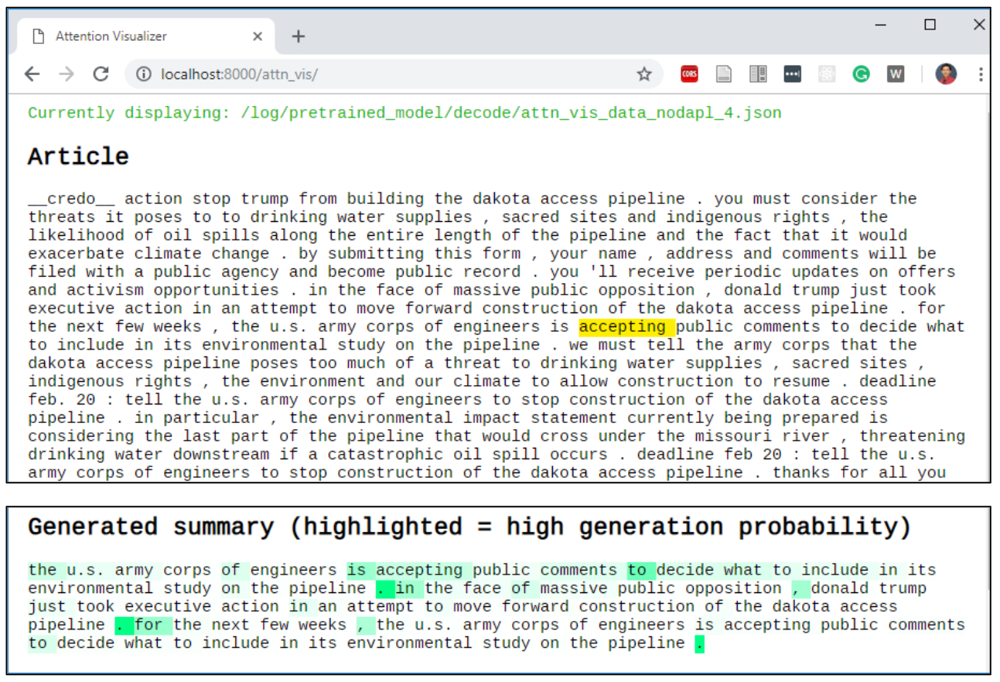 Attention Visualizer
localhost:8000/attn_vis/
CORS
W
Currently displaying: /log/pretrained_model/decode/attn_vis_data_nodapl_4.json
Article
__credo__ action stop trump from building the dakota access pipeline . you must consider the
threats it poses to to drinking water supplies , sacred sites and indigenous rights , the
likelihood of oil spills along the entire length of the pipeline and the fact that it would
exacerbate climate change . by submitting this form , your name , address and comments will be
filed with a public agency and become public record . you 'll receive periodic updates on offers
and activism opportunities . in the face of massive public opposition , donald trump just took
executive action in an attempt to move forward construction of the dakota access pipeline . for
the next few weeks , the u.s. army corps of engineers is accepting public comments to decide what
to include in its environmental study on the pipeline . we must tell the army corps that the
dakota access pipeline poses too much of a threat to drinking water supplies , sacred sites ,
indigenous rights , the environment and our climate to allow construction to resume . deadline
feb. 20 : tell the u.s. army corps of engineers to stop construction of the dakota access
pipeline . in particular , the environmental impact statement currently being prepared is
considering the last part of the pipeline that would cross under the missouri river , threatening
drinking water downstream if a catastrophic oil spill occurs . deadline feb 20 : tell the u.s.
army corps of engineers to stop construction of the dakota access pipeline . thanks for all you
Generated summary (highlighted = high generation probability)
the u.s. army corps of engineers is accepting public comments to decide what to include in its
environmental study on the pipeline . in the face of massive public opposition , donald trump
just took executive action in an attempt to move forward construction of the dakota access
pipeline . for the next few weeks , the u.s. army corps of engineers is accepting public comments
to decide what to include in its environmental study on the pipeline .